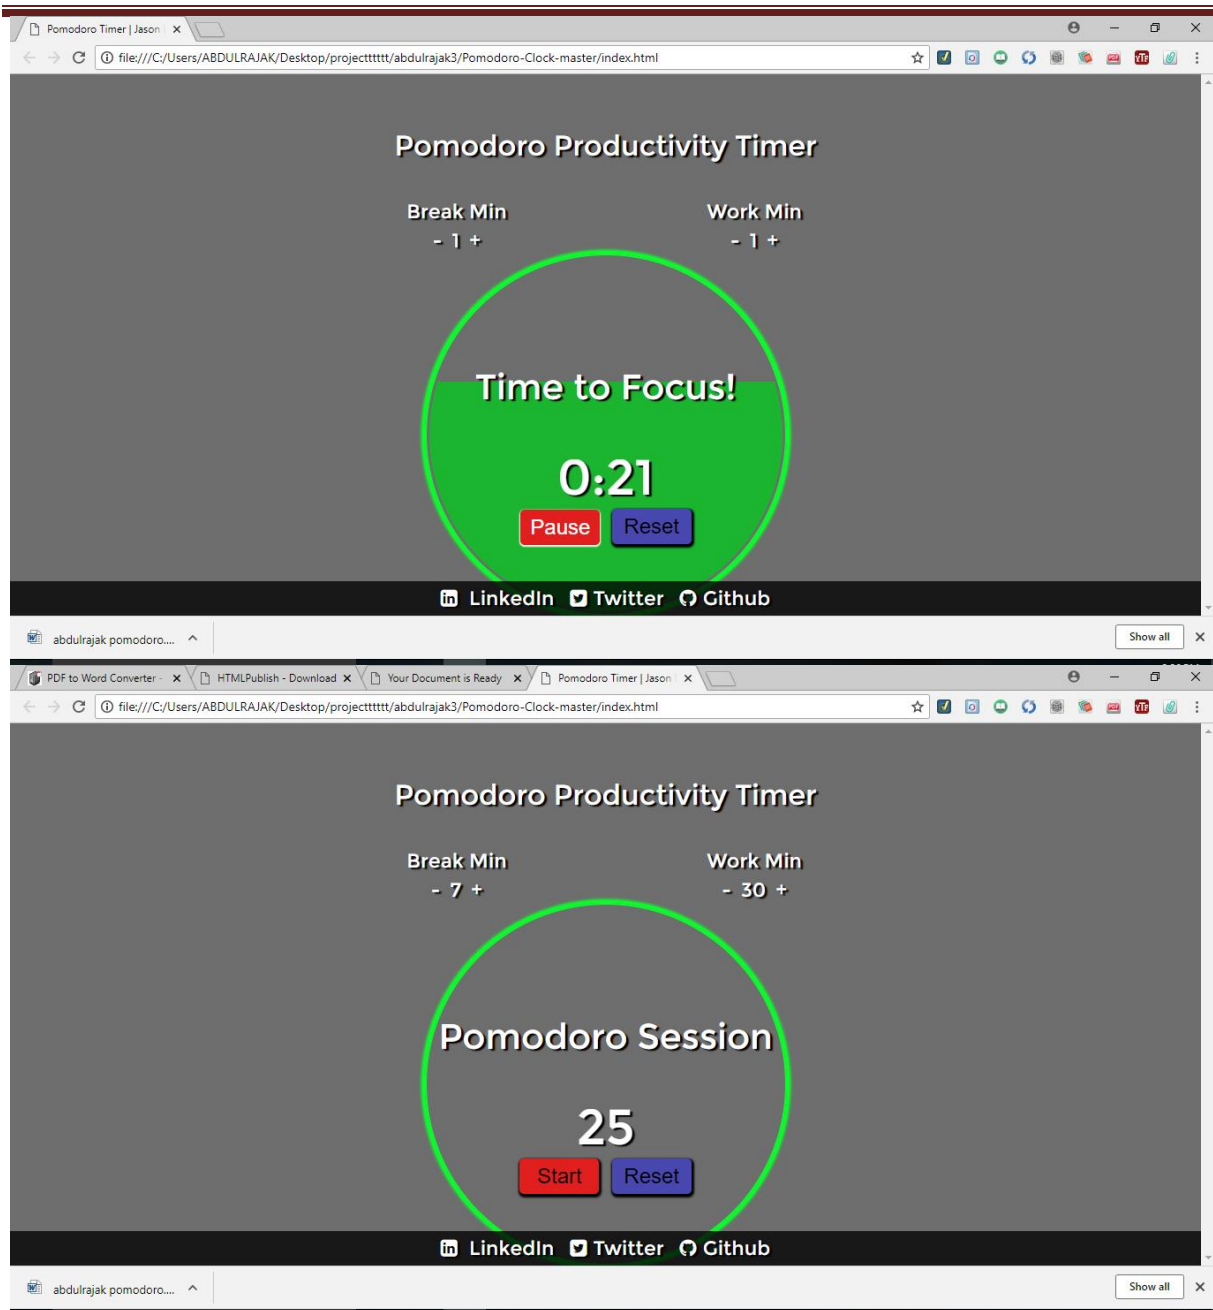 Pomodoro Timer | Jason
file:///C:/Users/ABDULRAJAK/Desktop/projectttttt/abdulrajak3/Pomodoro-Clock-master/index.html
Pomodoro Productivity Timer
Break Min Work Min
- 1 + - 1 +
Time to Focus!
0:21
Pause Reset
LinkedIn Twitter Github
abdulrajak pomodoro.... Show all
PDF to Word Converter - HTMLPublish - Download Your Document is Ready Pomodoro Timer | Jason
file:///C:/Users/ABDULRAJAK/Desktop/projectttttt/abdulrajak3/Pomodoro-Clock-master/index.html
Pomodoro Productivity Timer
Break Min Work Min
- 7 + - 30 +
Pomodoro Session
25
Start Reset
LinkedIn Twitter Github
abdulrajak pomodoro.... Show all